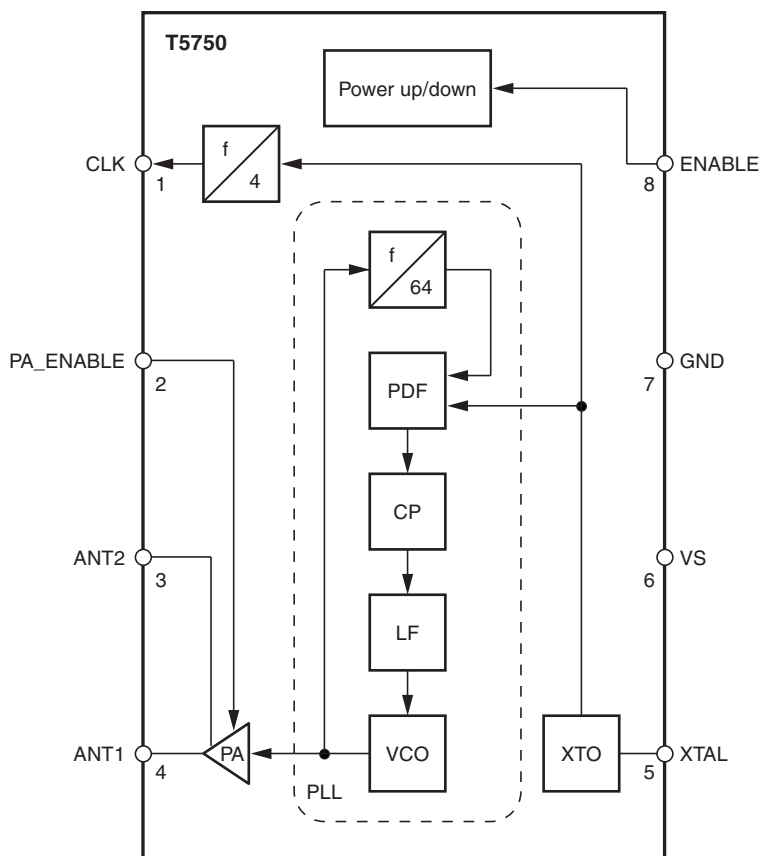 T5750
Power up/down
CLK
1
f
4
ENABLE
8
f
64
PA_ENABLE
2
PDF
GND
7
CP
ANT2
3
VS
6
LF
ANT1
4
PA
VCO
PLL
XTO
XTAL
5